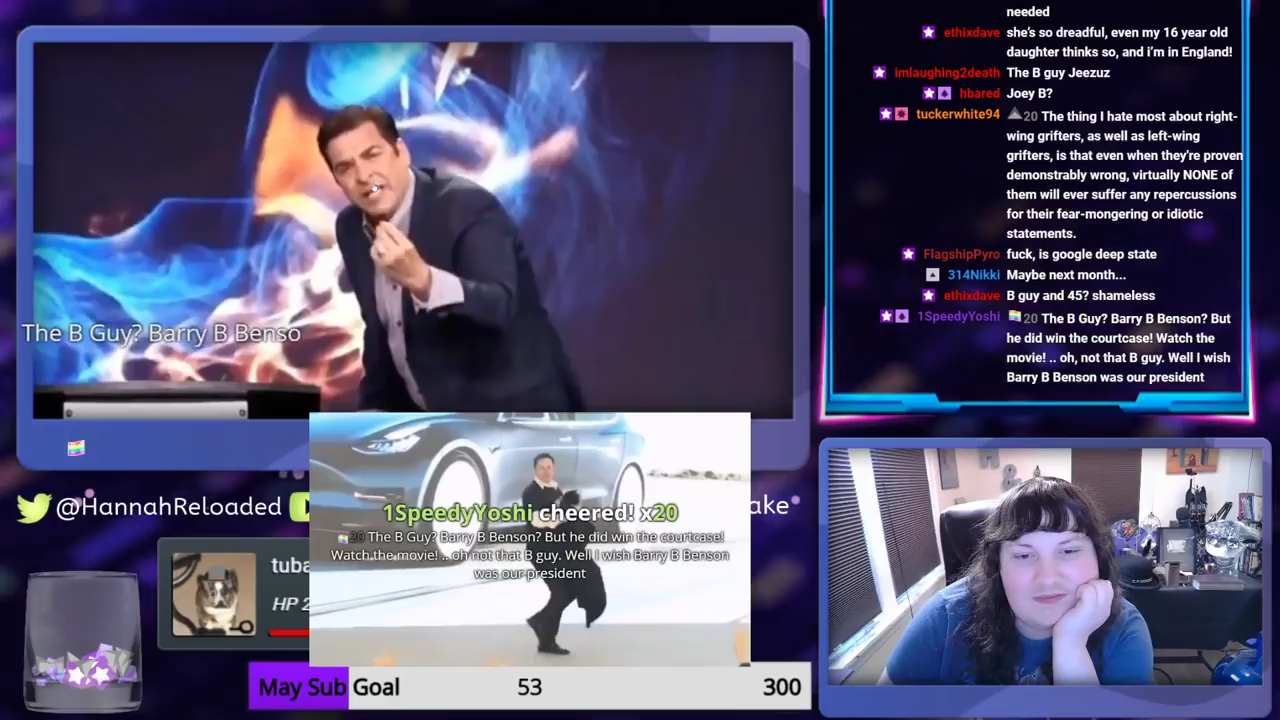 The B Guy? Barry B Benso
@HannahReloaded
ake
tuba
HP 2
1SpeedyYoshi cheered! x20
20 The B Guy? Barry B Benson? But he did win the courtcase!
Watch the movie! .. oh not that B guy. Well I wish Barry B Benson
was our president
May Sub Goal
53
300
needed
ethixdave she's so dreadful, even my 16 year old
daughter thinks so, and i'm in England!
imlaughing2death The B guy Jeezuz
hbared Joey B?
tuckerwhite94 20 The thing I hate most about right-
wing grifters, as well as left-wing
grifters, is that even when they're proven
demonstrably wrong, virtually NONE of
them will ever suffer any repercussions
for their fear-mongering or idiotic
statements.
FlagshipPyro fuck, is google deep state
314Nikki Maybe next month...
ethixdave B guy and 45? shameless
1SpeedyYoshi 20 The B Guy? Barry B Benson? But
he did win the courtcase! Watch the
movie! .. oh, not that B guy. Well I wish
Barry B Benson was our president